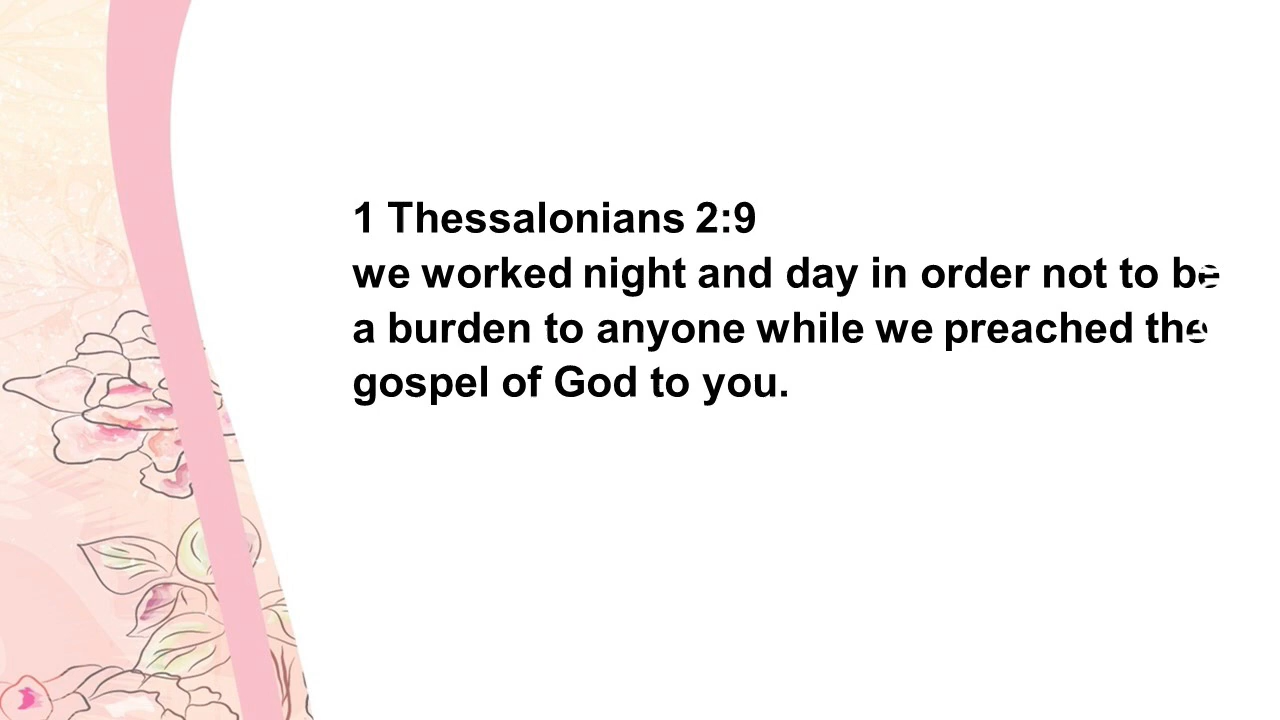 1 Thessalonians 2:9
we worked night and day in order not to be
a burden to anyone while we preached the
gospel of God to you.